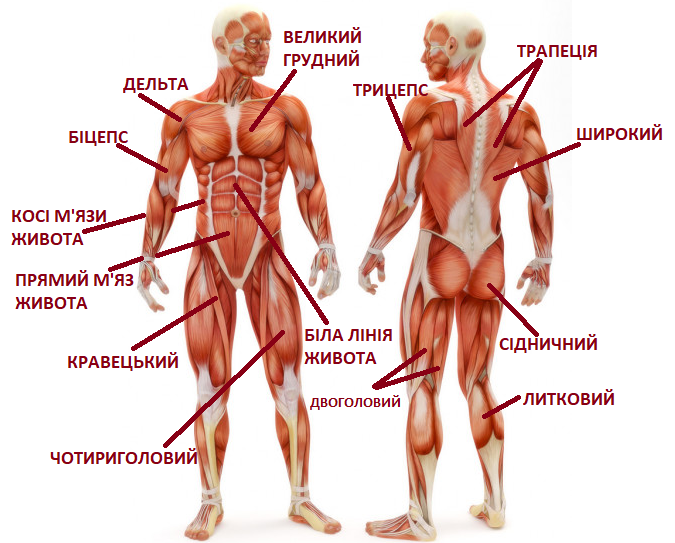 ВЕЛИКИЙ
ГРУДНИЙ
ДЕЛЬТА
БІЦЕПС
КОСІ М'ЯЗИ
ЖИВОТА
ПРЯМИЙ М'ЯЗ
ЖИВОТА
КРАВЕЦЬКИЙ
БІЛА ЛІНІЯ
ЖИВОТА
ЧОТИРИГОЛОВИЙ
ТРАПЕЦІЯ
ТРИЦЕПС
ШИРОКИЙ
СІДНИЧНИЙ
ДВОГОЛОВИЙ
ЛИТКОВИЙ